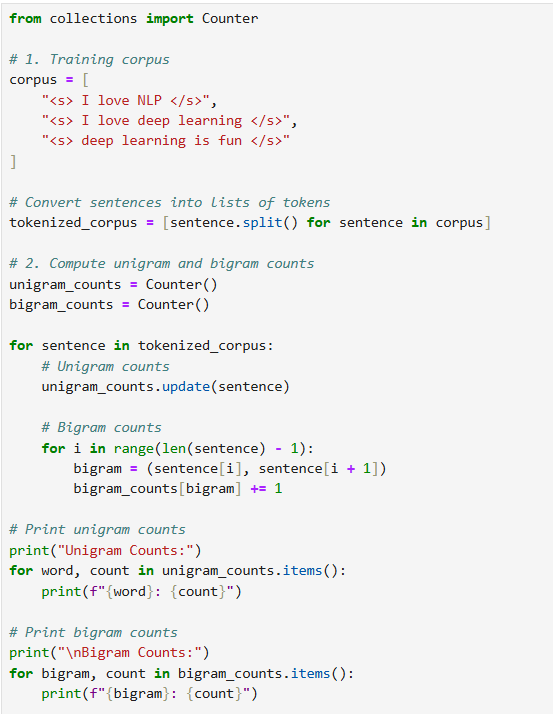 from collections import Counter

# 1. Training corpus
corpus = [
    "<s> I love NLP </s>",
    "<s> I love deep learning </s>",
    "<s> deep learning is fun </s>"
]

# Convert sentences into lists of tokens
tokenized_corpus = [sentence.split() for sentence in corpus]

# 2. Compute unigram and bigram counts
unigram_counts = Counter()
bigram_counts = Counter()

for sentence in tokenized_corpus:
    # Unigram counts
    unigram_counts.update(sentence)

    # Bigram counts
    for i in range(len(sentence) - 1):
        bigram = (sentence[i], sentence[i + 1])
        bigram_counts[bigram] += 1

# Print unigram counts
print("Unigram Counts:")
for word, count in unigram_counts.items():
    print(f"{word}: {count}")

# Print bigram counts
print("\nBigram Counts:")
for bigram, count in bigram_counts.items():
    print(f"{bigram}: {count}")